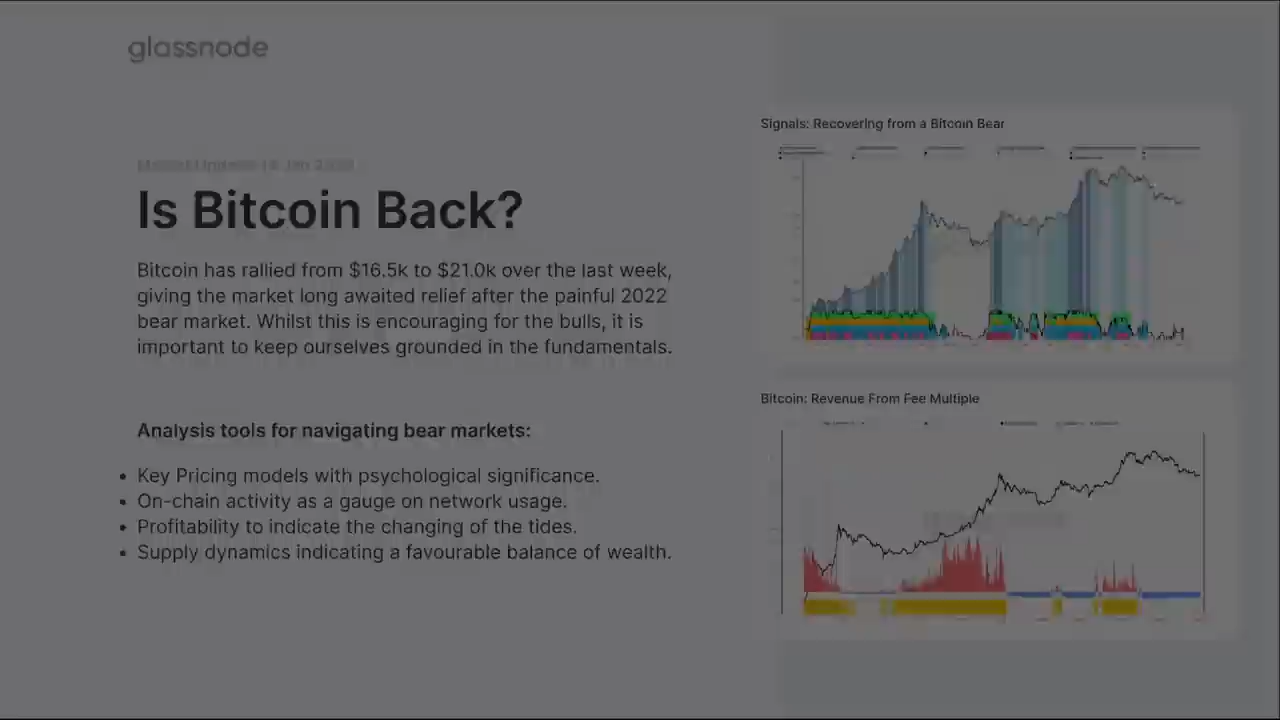 glassnode
Is Bitcoin Back?
Bitcoin has rallied from $16.5k to $21.0k over the last week,
giving the market long awaited relief after the painful 2022
bear market. Whilst this is encouraging for the bulls, it is
important to keep ourselves grounded in the fundamentals.
Analysis tools for navigating bear markets:
• Key Pricing models with psychological significance.
• On-chain activity as a gauge on network usage.
• Profitability to indicate the changing of the tides.
• Supply dynamics indicating a favourable balance of wealth.
Signals: Recovering from a Bitcoin Bear
Bitcoin: Revenue From Fee Multiple